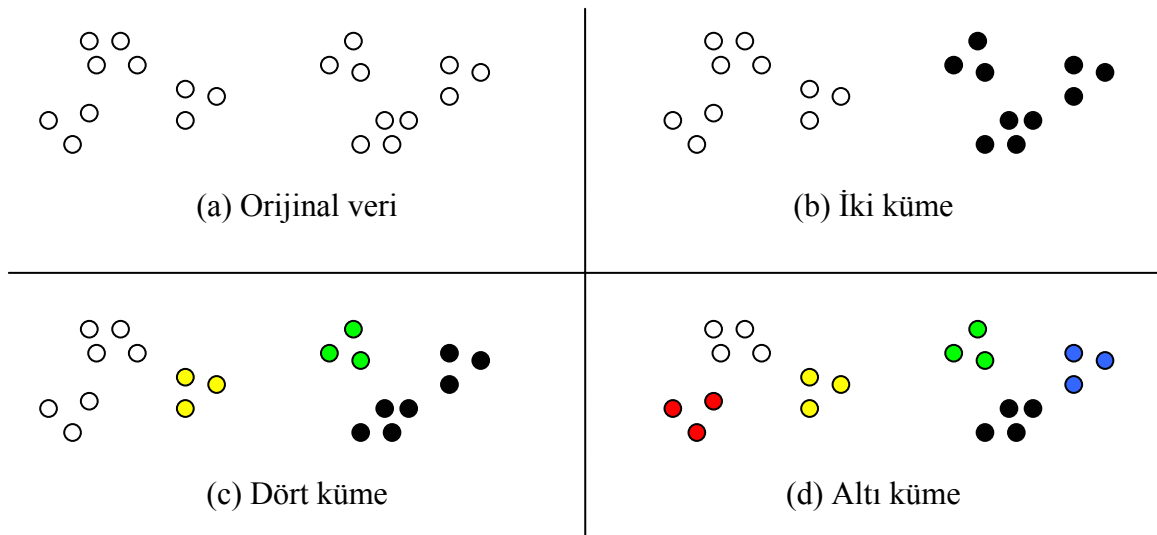 (a) Orijinal veri
(b) İki küme
(c) Dört küme
(d) Altı küme